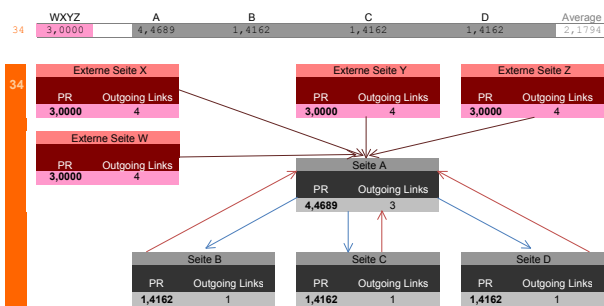 WXYZ A B C D Average
34 3,0000 4,4689 1,4162 1,4162 1,4162 2,1794
34
Externe Seite X Externe Seite Y Externe Seite Z
PR Outgoing Links PR Outgoing Links PR Outgoing Links
3,0000 4 3,0000 4 3,0000 4
Externe Seite W
PR Outgoing Links
3,0000 4
Seite A
PR Outgoing Links
4,4689 3
Seite B Seite C Seite D
PR Outgoing Links PR Outgoing Links PR Outgoing Links
1,4162 1 1,4162 1 1,4162 1